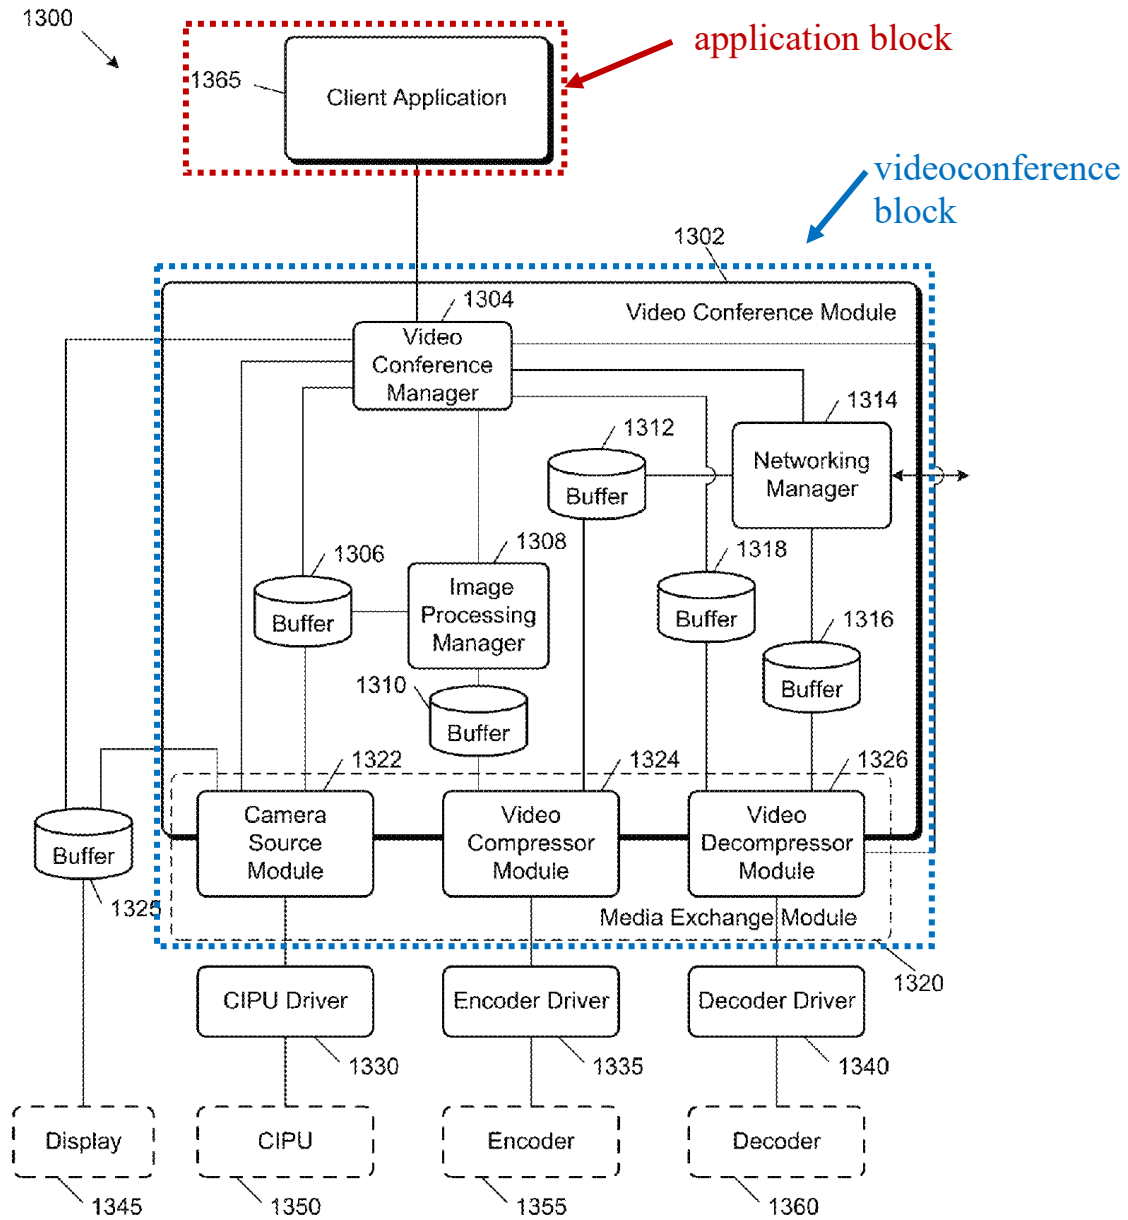 1300
application block
1365
Client Application
videoconference
block
1302
1304
Video Conference Module
Video
Conference
Manager
1314
1312
Networking
Manager
Buffer
1306
1308
1318
Image
Processing
Manager
Buffer
Buffer
1316
1310
Buffer
Buffer
1322
1324
1326
Camera
Source
Module
Video
Compressor
Module
Video
Decompressor
Module
Buffer
1325
Media Exchange Module
1320
CIPU Driver
Encoder Driver
Decoder Driver
1330
1335
1340
Display
CIPU
Encoder
Decoder
1345
1350
1355
1360